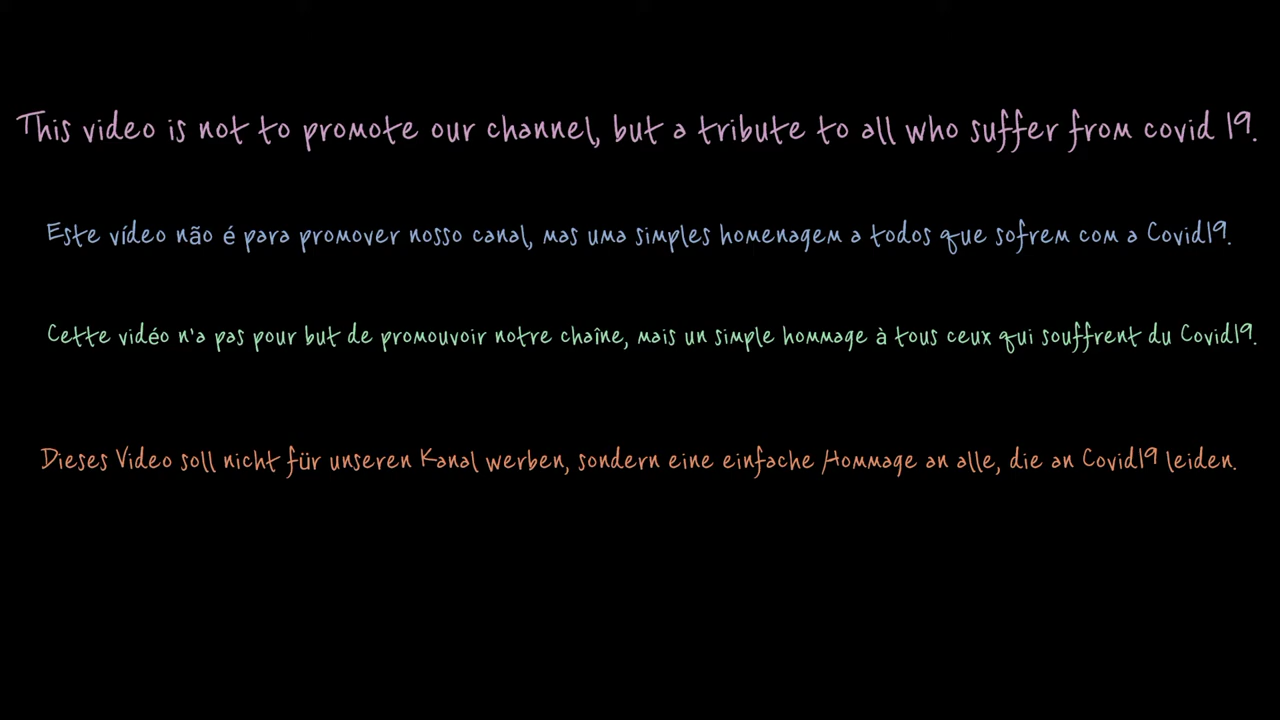 This video is not to promote our channel, but a tribute to all who suffer from covid 19.
Este vídeo não é para promover nosso canal, mas uma simples homenagem a todos que sofrem com a Covid19.
Cette vidéo n'a pas pour but de promouvoir notre chaîne, mais un simple hommage à tous ceux qui souffrent du Covid19.
Dieses Video soll nicht für unseren Kanal werben, sondern eine einfache Hommage an alle, die an Covid19 leiden.